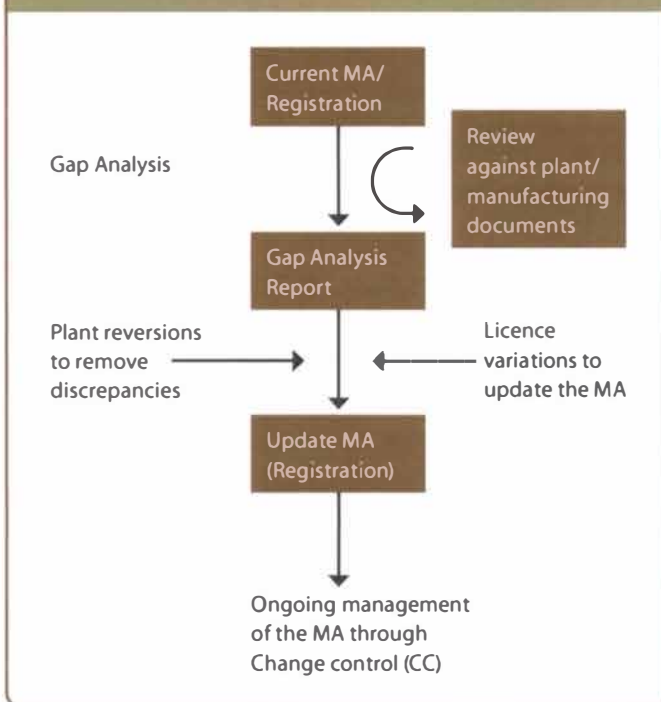 Current MA/
Registration
Gap Analysis
Review
against plant/
manufacturing
documents
Gap Analysis
Report
Plant reversions
to remove
discrepancies
Licence
variations to
update the MA
Update MA
(Registration)
Ongoing management
of the MA through
Change control (CC)